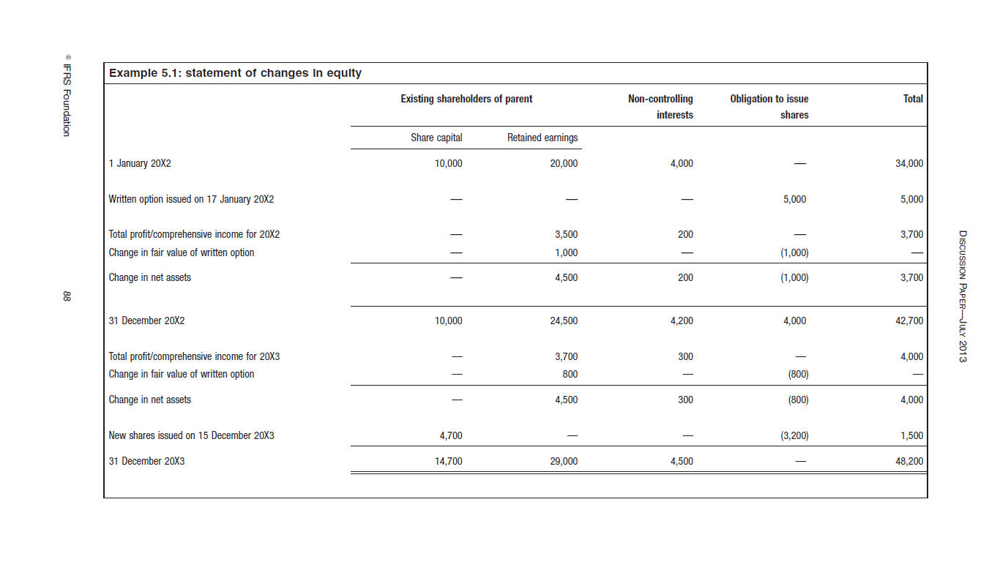 © IFRS Foundation
88
Example 5.1: statement of changes in equity
Existing shareholders of parent Non-controlling interests Obligation to issue shares Total
Share capital Retained earnings
1 January 20X2 10,000 20,000 4,000 — 34,000
Written option issued on 17 January 20X2 — — — 5,000 5,000
Total profit/comprehensive income for 20X2 — 3,500 200 — 3,700
Change in fair value of written option — 1,000 — (1,000) —
Change in net assets — 4,500 200 (1,000) 3,700
31 December 20X2 10,000 24,500 4,200 4,000 42,700
Total profit/comprehensive income for 20X3 — 3,700 300 — 4,000
Change in fair value of written option — 800 — (800) —
Change in net assets — 4,500 300 (800) 4,000
New shares issued on 15 December 20X3 4,700 — — (3,200) 1,500
31 December 20X3 14,700 29,000 4,500 — 48,200
DISCUSSION PAPER—JULY 2013